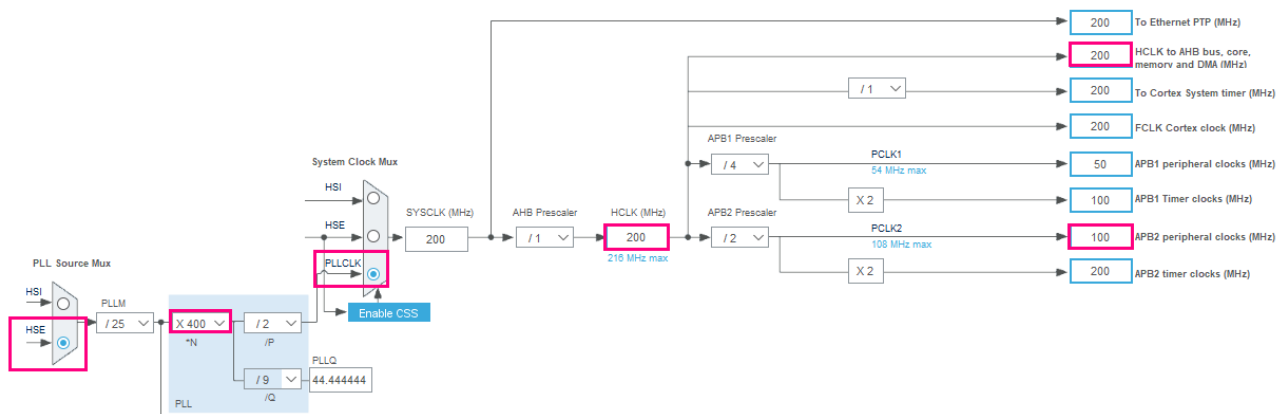 200
To Ethernet PTP (MHz)
200
HCLK to AHB bus, core,
memory and DMA (MHz)
/ 1
200
To Cortex System timer (MHz)
200
FCLK Cortex clock (MHz)
APB1 Prescaler
/ 4
PCLK1
54 MHz max
50
APB1 peripheral clocks (MHz)
X 2
100
APB1 Timer clocks (MHz)
System Clock Mux
HSI
HSE
PLLCLK
Enable CSS
SYSCLK (MHz)
200
AHB Prescaler
/ 1
HCLK (MHz)
200
216 MHz max
APB2 Prescaler
/ 2
PCLK2
108 MHz max
100
APB2 peripheral clocks (MHz)
X 2
200
APB2 timer clocks (MHz)
PLL Source Mux
HSI
HSE
PLLM
/ 25
X 400
*N
/ 2
/P
PLLQ
/ 9
44.444444
/Q
PLL